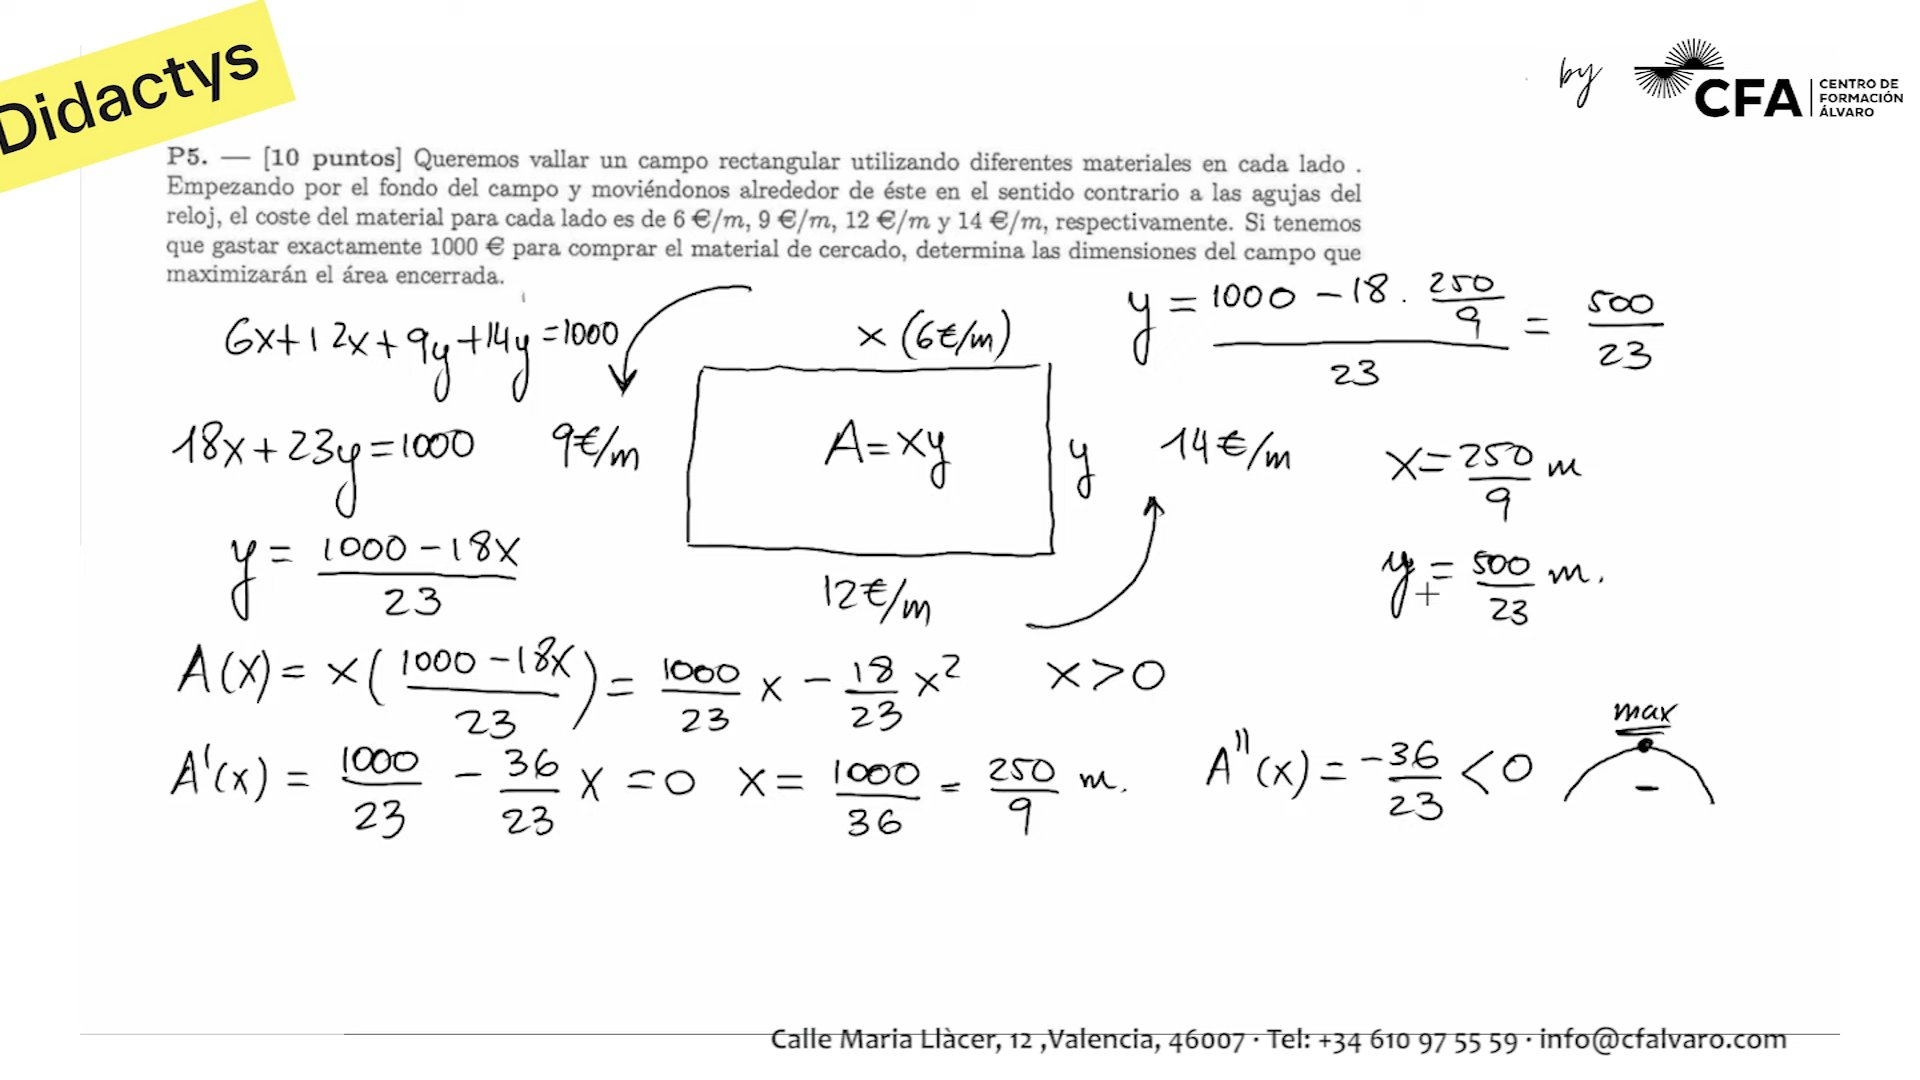 Didactys
by
CFA
CENTRO DE
FORMACIÓN
ÁLVARO
P5. — [10 puntos] Queremos vallar un campo rectangular utilizando diferentes materiales en cada lado .
Empezando por el fondo del campo y moviéndonos alrededor de éste en el sentido contrario a las agujas del
reloj, el coste del material para cada lado es de 6 €/m, 9 €/m, 12 €/m y 14 €/m, respectivamente. Si tenemos
que gastar exactamente 1000 € para comprar el material de cercado, determina las dimensiones del campo que
maximizarán el área encerrada.
6x+12x+9y+14y=1000
18x+23y=1000
y = (1000-18x)/23
x (6€/m)
9€/m
A=xy
y
14€/m
12€/m
y = (1000 - 18 · 250/9)/23 = 500/23
x = 250/9 m
y = 500/23 m.
A(x) = x((1000-18x)/23) = 1000/23 x - 18/23 x²
x>0
A'(x) = 1000/23 - 36/23 x = 0 x = 1000/36 = 250/9 m.
A''(x) = -36/23 < 0
max
-
Calle Maria Llàcer, 12 ,Valencia, 46007 · Tel: +34 610 97 55 59 · info@cfalvaro.com